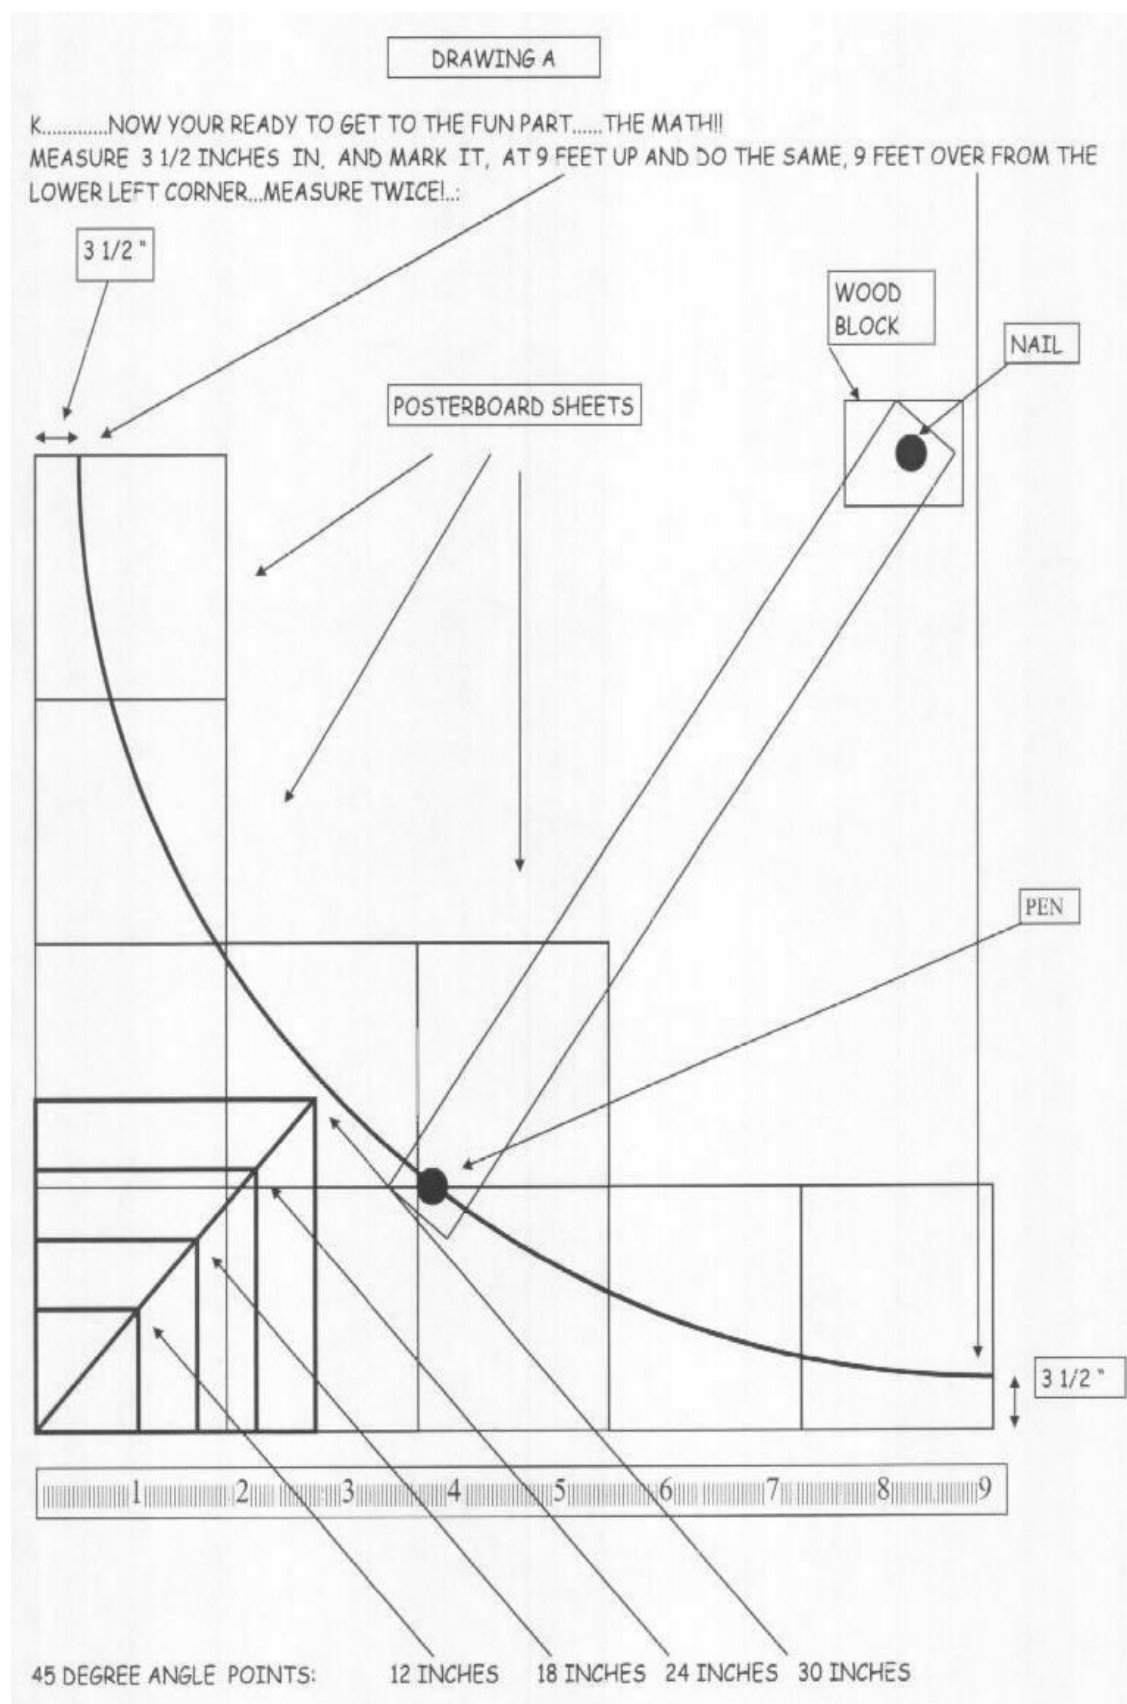 DRAWING A
K............NOW YOUR READY TO GET TO THE FUN PART......THE MATH!!
MEASURE 3 1/2 INCHES IN, AND MARK IT, AT 9 FEET UP AND DO THE SAME, 9 FEET OVER FROM THE
LOWER LEFT CORNER...MEASURE TWICE!..:
3 1/2 "
WOOD
BLOCK
NAIL
POSTERBOARD SHEETS
PEN
3 1/2 "
1 2 3 4 5 6 7 8 9
45 DEGREE ANGLE POINTS: 12 INCHES 18 INCHES 24 INCHES 30 INCHES